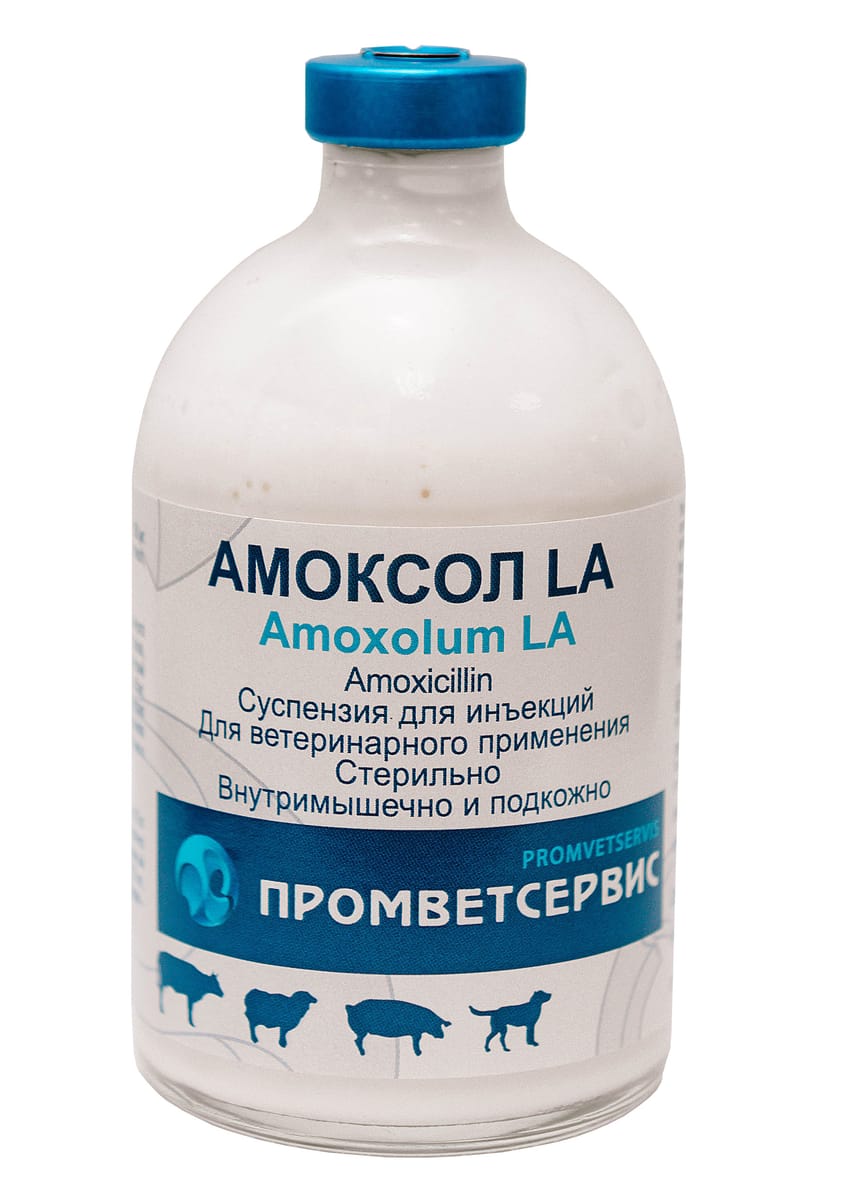 АМОКСОЛ LA
Amoxolum LA
Amoxicillin
Суспензия для инъекций
Для ветеринарного применения
Стерильно
Внутримышечно и подкожно
PROMVETSERVIS
ПРОМВЕТСЕРВИС